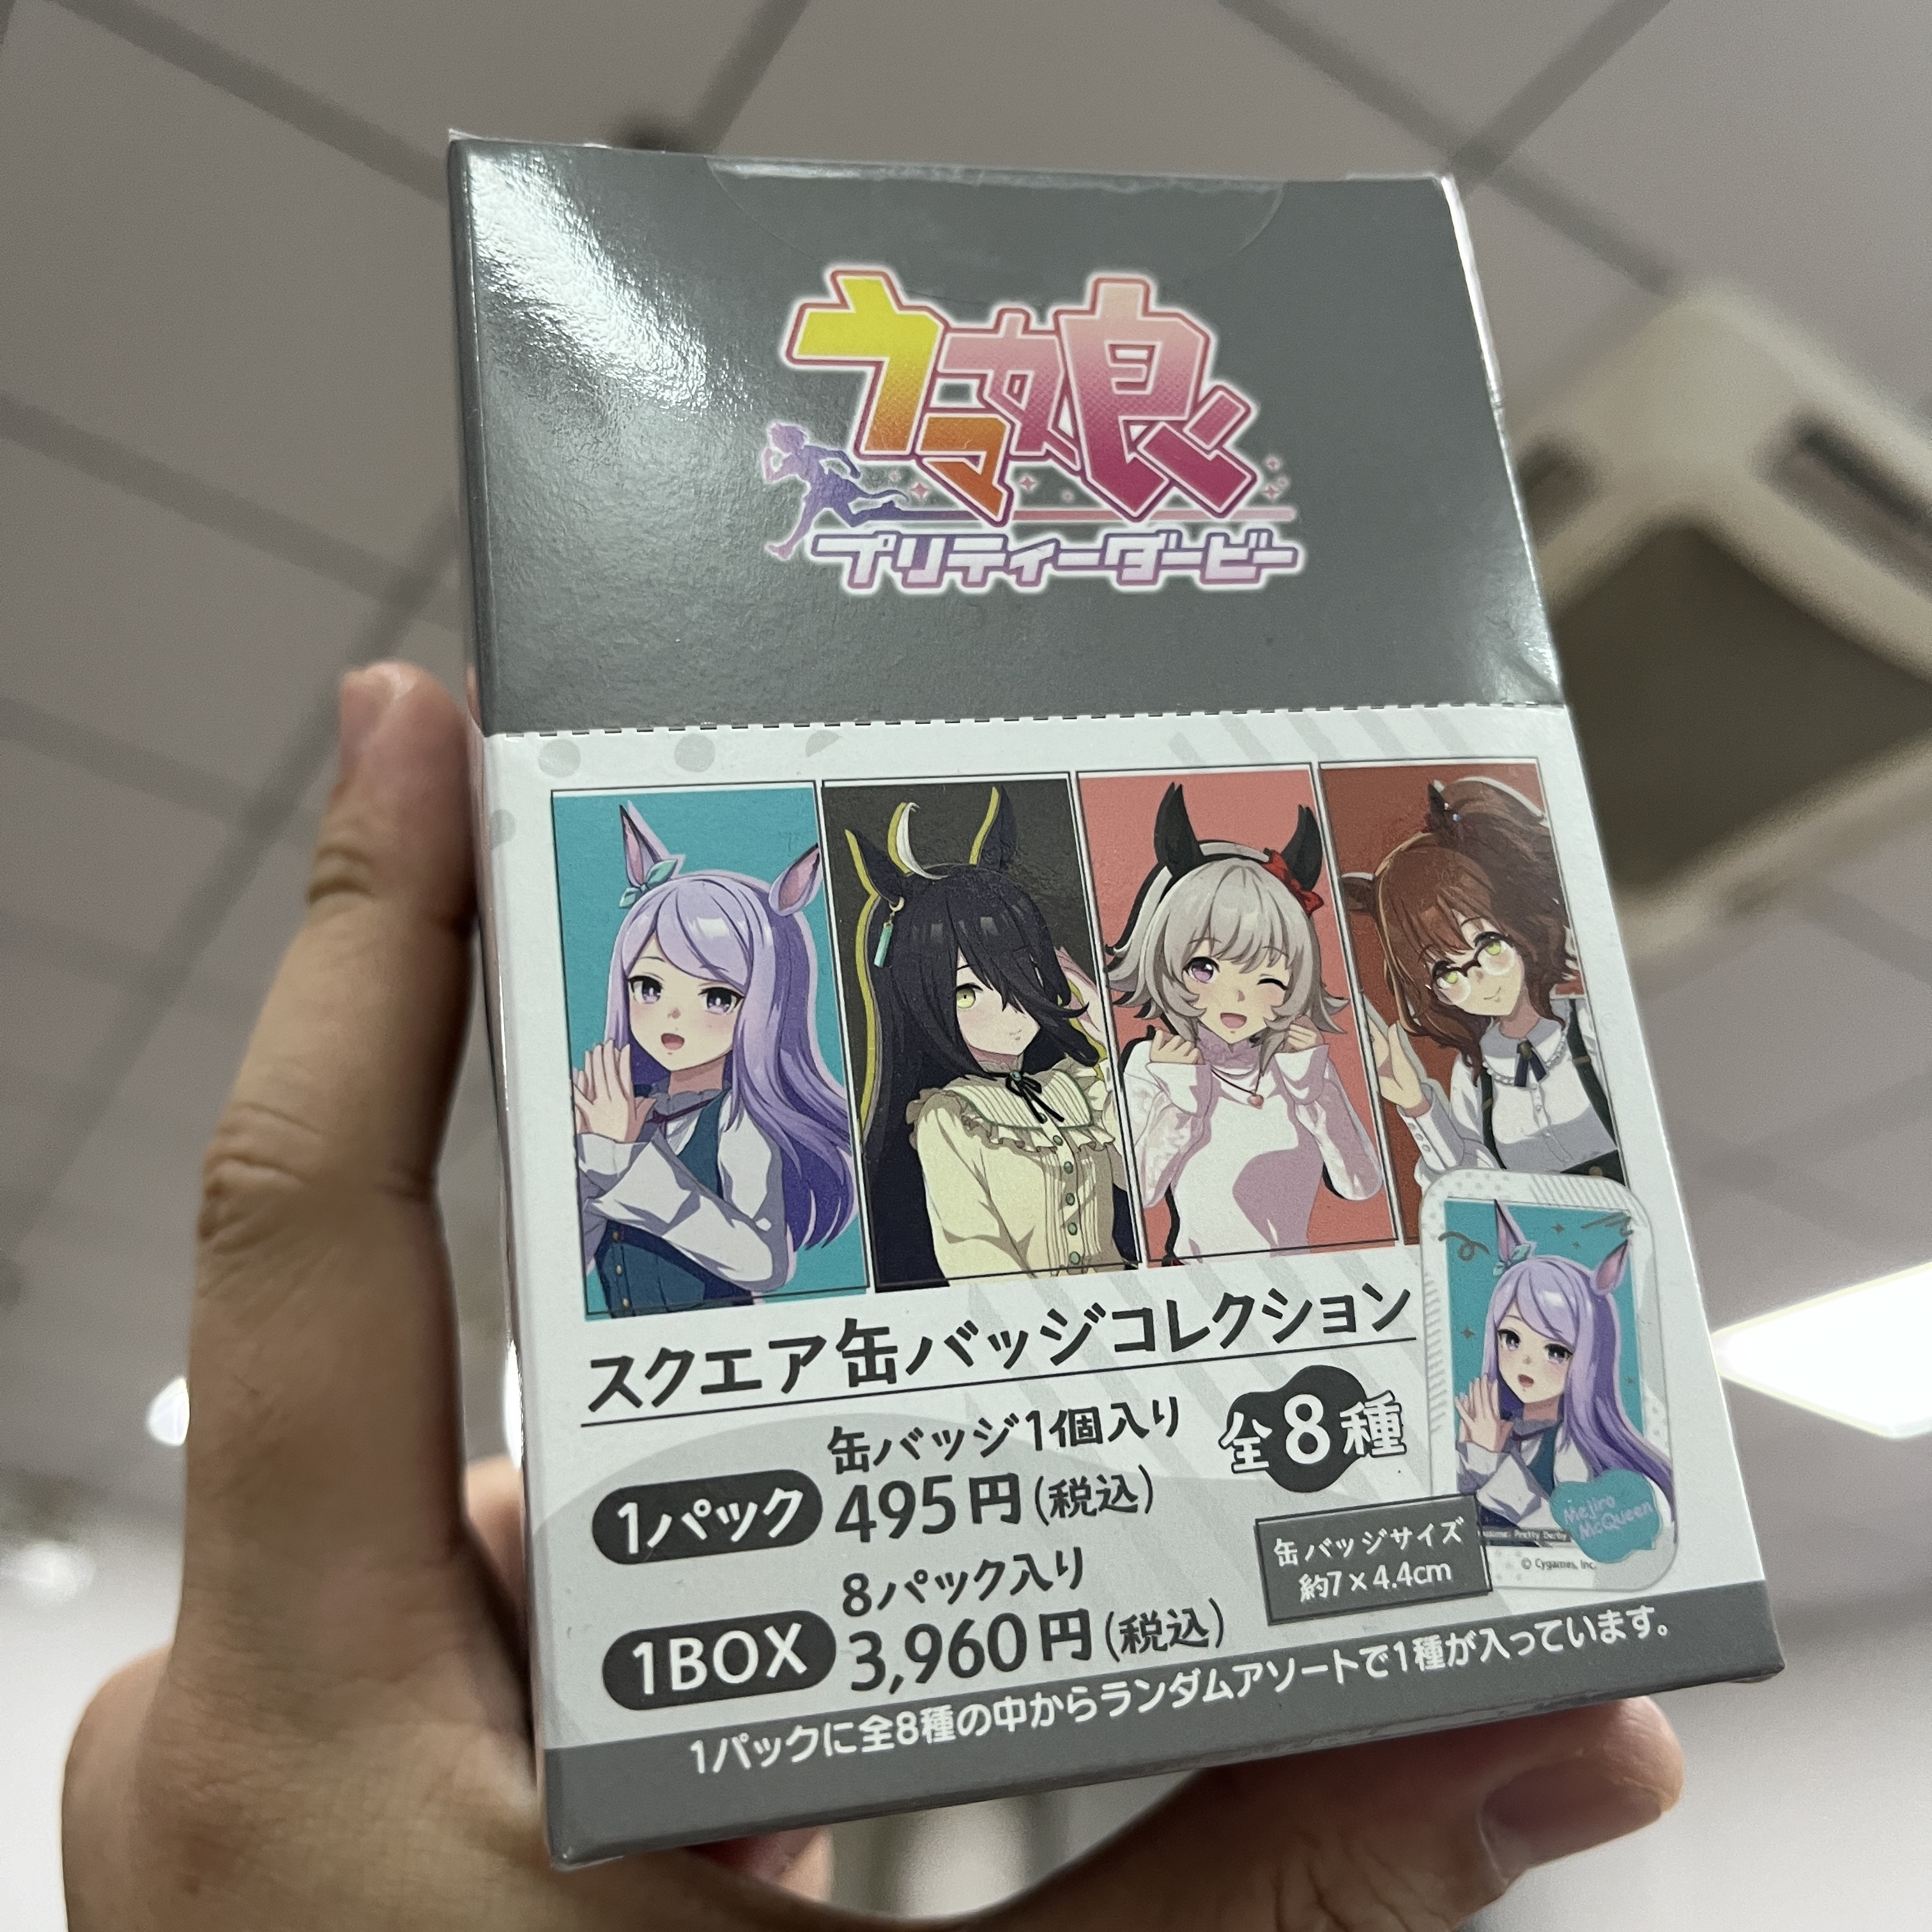 ウマ娘
プリティーダービー
スクエア缶バッジコレクション
1パック
缶バッジ1個入り
495円(税込)
全8種
1BOX
8パック入り
3,960円(税込)
缶バッジサイズ
約7×4.4cm
Mejiro
McQueen
Pretty Derby
© Cygames, Inc.
1パックに全8種の中からランダムアソートで1種が入っています。